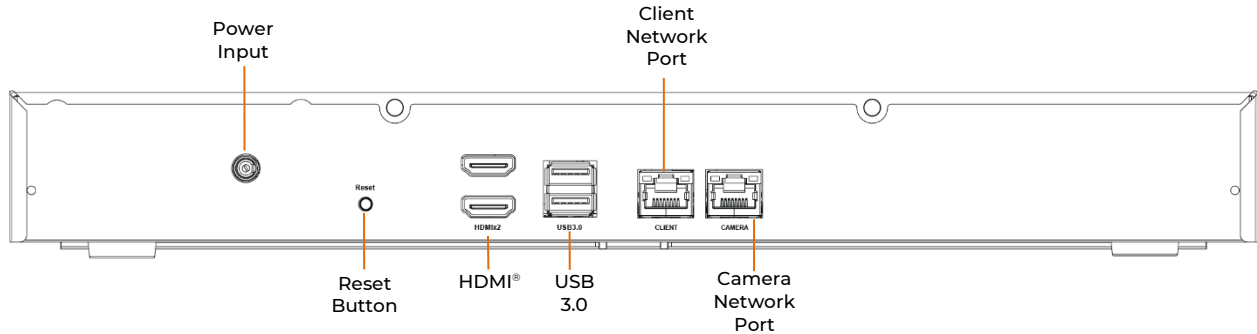 Power
Input
Client
Network
Port
Reset
HDMIx2
USB3.0
CLIENT
CAMERA
Reset
Button
HDMI®
USB
3.0
Camera
Network
Port